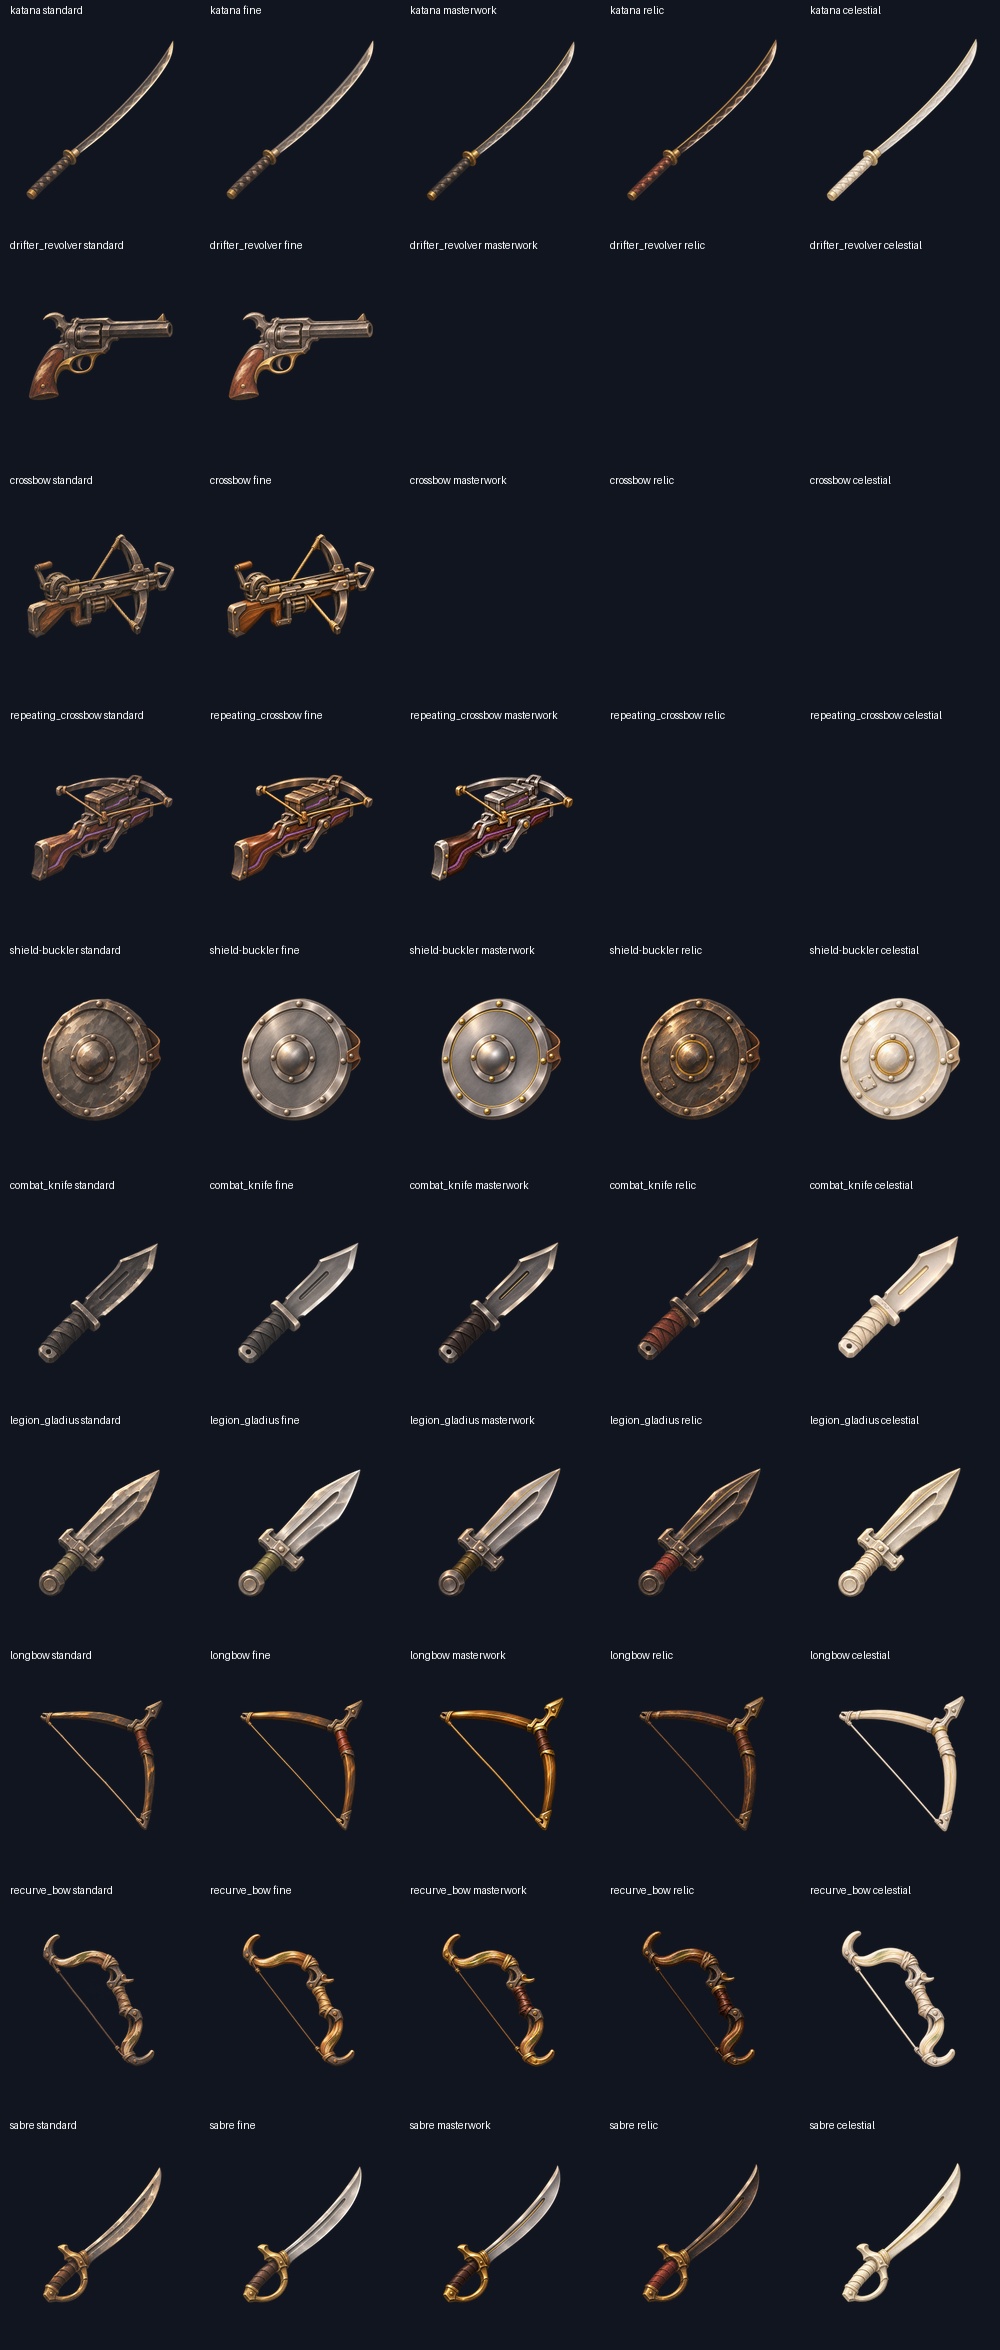 katana standard
katana fine
katana masterwork
katana relic
katana celestial
drifter_revolver standard
drifter_revolver fine
drifter_revolver masterwork
drifter_revolver relic
drifter_revolver celestial
crossbow standard
crossbow fine
crossbow masterwork
crossbow relic
crossbow celestial
repeating_crossbow standard
repeating_crossbow fine
repeating_crossbow masterwork
repeating_crossbow relic
repeating_crossbow celestial
shield-buckler standard
shield-buckler fine
shield-buckler masterwork
shield-buckler relic
shield-buckler celestial
combat_knife standard
combat_knife fine
combat_knife masterwork
combat_knife relic
combat_knife celestial
legion_gladius standard
legion_gladius fine
legion_gladius masterwork
legion_gladius relic
legion_gladius celestial
longbow standard
longbow fine
longbow masterwork
longbow relic
longbow celestial
recurve_bow standard
recurve_bow fine
recurve_bow masterwork
recurve_bow relic
recurve_bow celestial
sabre standard
sabre fine
sabre masterwork
sabre relic
sabre celestial